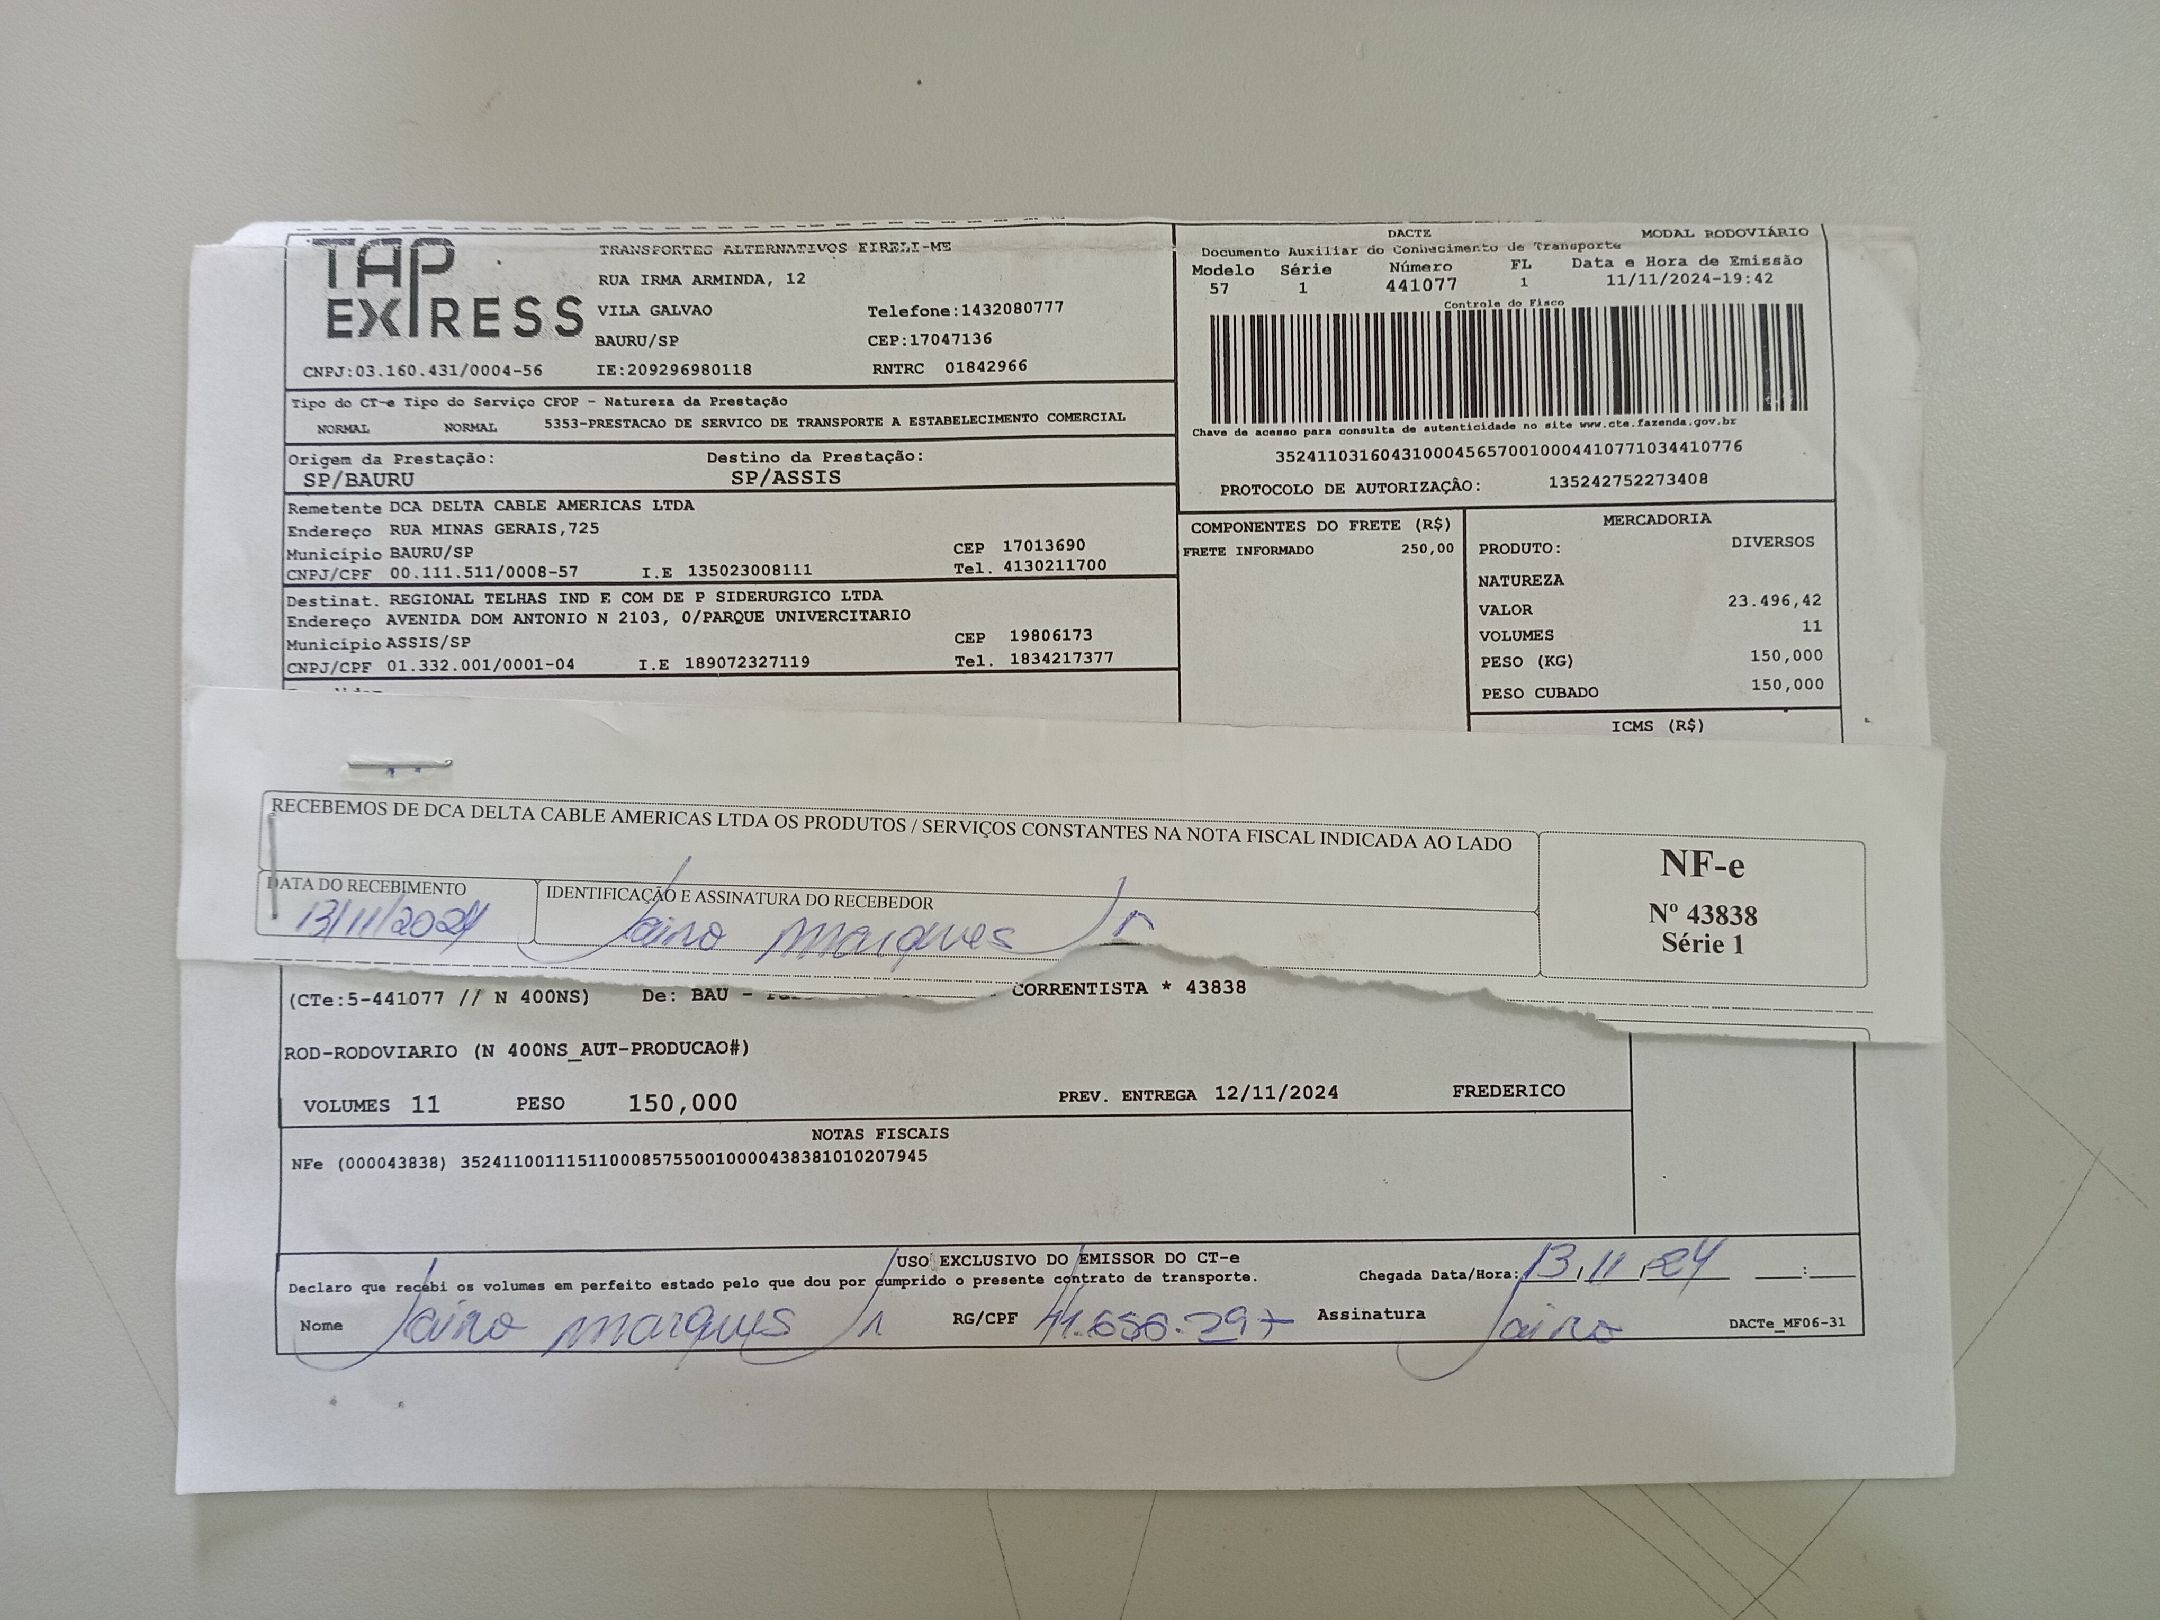 TAP EXPRESS
TRANSPORTES ALTERNATIVOS EIRELI-ME
RUA IRMA ARMINDA, 12
VILA GALVAO Telefone:1432080777
BAURU/SP CEP:17047136
CNPJ:03.160.431/0004-56 IE:209296980118 RNTRC 01842966
DACTE MODAL RODOVIÁRIO
Documento Auxiliar do Conhecimento de Transporte
Modelo Série Número FL Data e Hora de Emissão
57 1 441077 1 11/11/2024-19:42
Controle do Fisco
Chave de acesso para consulta de autenticidade no site www.cte.fazenda.gov.br
35241103160431000456570010004410771034410776
PROTOCOLO DE AUTORIZAÇÃO: 135242752273408
Tipo do CT-e Tipo do Serviço CFOP - Natureza da Prestação
NORMAL NORMAL 5353-PRESTACAO DE SERVICO DE TRANSPORTE A ESTABELECIMENTO COMERCIAL
Origem da Prestação: Destino da Prestação:
SP/BAURU SP/ASSIS
Remetente DCA DELTA CABLE AMERICAS LTDA
Endereço RUA MINAS GERAIS,725
Município BAURU/SP CEP 17013690
CNPJ/CPF 00.111.511/0008-57 I.E 135023008111 Tel. 4130211700
Destinat. REGIONAL TELHAS IND E COM DE P SIDERURGICO LTDA
Endereço AVENIDA DOM ANTONIO N 2103, 0/PARQUE UNIVERCITARIO
Município ASSIS/SP CEP 19806173
CNPJ/CPF 01.332.001/0001-04 I.E 189072327119 Tel. 1834217377
COMPONENTES DO FRETE (R$)
FRETE INFORMADO 250,00
MERCADORIA
PRODUTO: DIVERSOS
NATUREZA
VALOR 23.496,42
VOLUMES 11
PESO (KG) 150,000
PESO CUBADO 150,000
ICMS (R$)
RECEBEMOS DE DCA DELTA CABLE AMERICAS LTDA OS PRODUTOS / SERVIÇOS CONSTANTES NA NOTA FISCAL INDICADA AO LADO
DATA DO RECEBIMENTO IDENTIFICAÇÃO E ASSINATURA DO RECEBEDOR
13/11/2024 Jairo Marques Jr
NF-e
Nº 43838
Série 1
(CTe:5-441077 // N 400NS) De: BAU - CORRENTISTA * 43838
ROD-RODOVIARIO (N 400NS_AUT-PRODUCAO#)
VOLUMES 11 PESO 150,000 PREV. ENTREGA 12/11/2024 FREDERICO
NOTAS FISCAIS
NFe (000043838) 35241100111511000857550010000438381010207945
USO EXCLUSIVO DO EMISSOR DO CT-e
Declaro que recebi os volumes em perfeito estado pelo que dou por cumprido o presente contrato de transporte. Chegada Data/Hora: 13/11/24 __:__
Nome Jairo Marques Jr RG/CPF 41.656.297 Assinatura Jairo DACTe_MF06-31